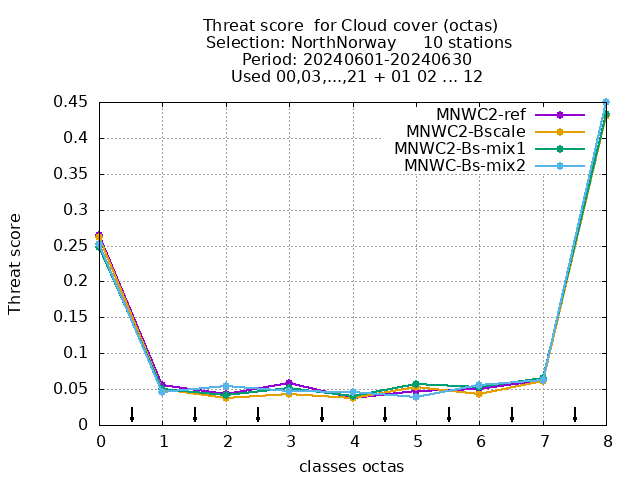 Threat score  for Cloud cover (octas)
Selection: NorthNorway     10 stations
Period: 20240601-20240630
Used 00,03,...,21 + 01 02 ... 12
MNWC2-ref
MNWC2-Bscale
MNWC2-Bs-mix1
MNWC-Bs-mix2
Threat score
0.45
0.4
0.35
0.3
0.25
0.2
0.15
0.1
0.05
0
0 1 2 3 4 5 6 7 8
classes octas